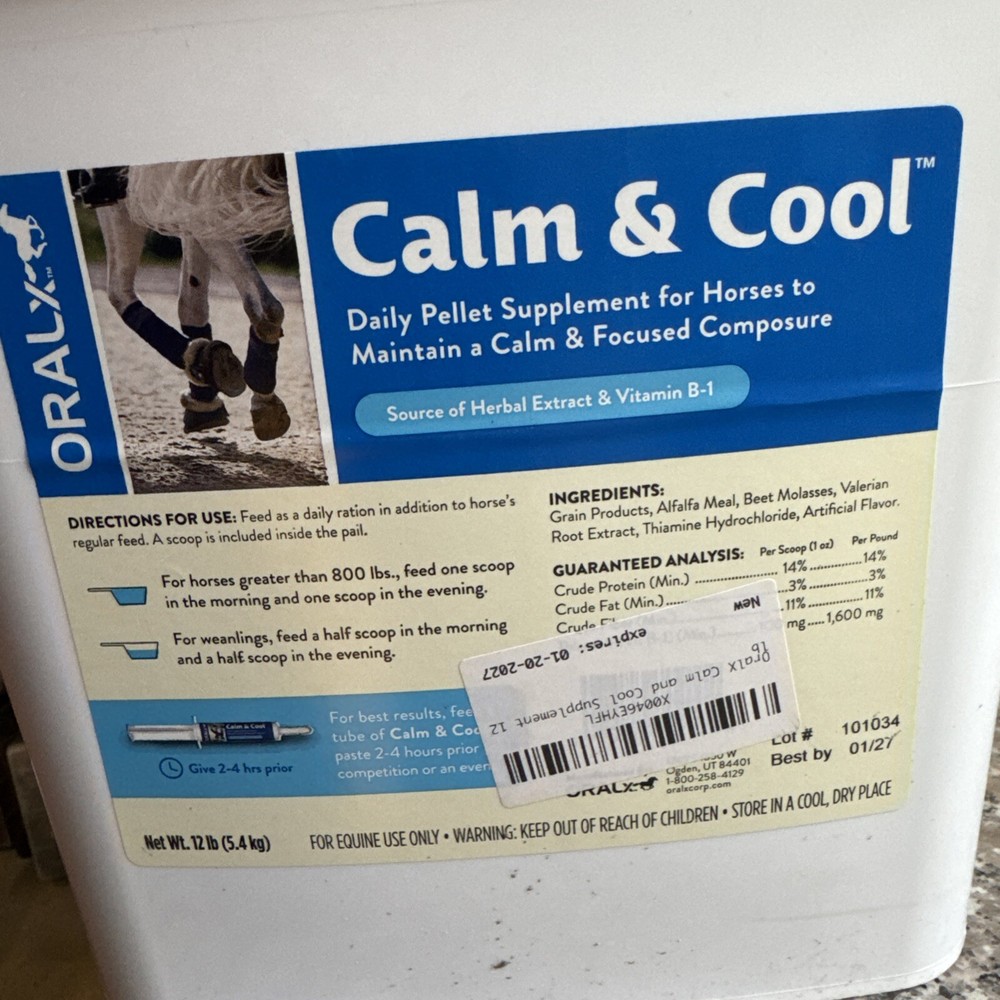 ORALX™
Calm & Cool™
Daily Pellet Supplement for Horses to
Maintain a Calm & Focused Composure
Source of Herbal Extract & Vitamin B-1
DIRECTIONS FOR USE: Feed as a daily ration in addition to horse's
regular feed. A scoop is included inside the pail.
For horses greater than 800 lbs., feed one scoop
in the morning and one scoop in the evening.
For weanlings, feed a half scoop in the morning
and a half scoop in the evening.
Calm & Cool
Give 2-4 hrs prior
For best results, fee
tube of Calm & Coo
paste 2-4 hours prior
competition or an even
INGREDIENTS:
Grain Products, Alfalfa Meal, Beet Molasses, Valerian
Root Extract, Thiamine Hydrochloride, Artificial Flavor.
GUARANTEED ANALYSIS: Per Scoop (1 oz) Per Pound
Crude Protein (Min.) 14% 14%
Crude Fat (Min.) 3% 3%
Crude 11% 11%
mg 1,600 mg
X0046EYHFL
Oralx Calm and Cool Supplement 12
lb
expires: 01-20-2027
New
ORALX
Ogden, UT 84401
1-800-258-4129
oralxcorp.com
Lot # 101034
Best by 01/27
Net Wt. 12 lb (5.4 kg)
FOR EQUINE USE ONLY • WARNING: KEEP OUT OF REACH OF CHILDREN • STORE IN A COOL, DRY PLACE